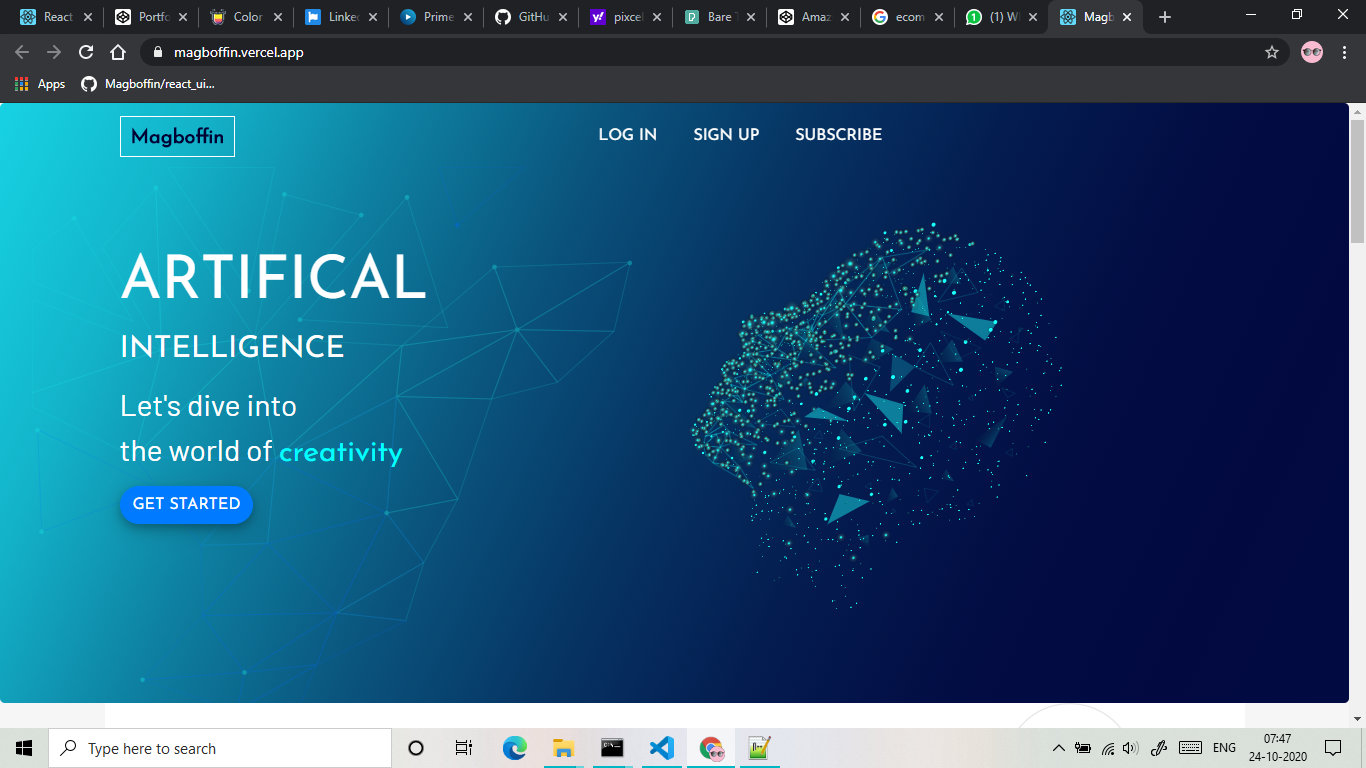 React
Portfo
Color
Linked
Prime
GitHu
pixcel
Bare T
Amaz
ecom
(1) W
Magb
magboffin.vercel.app
Apps
Magboffin/react_ui...
Magboffin
LOG IN
SIGN UP
SUBSCRIBE
ARTIFICAL
INTELLIGENCE
Let's dive into
the world of creativity
GET STARTED
Type here to search
ENG
07:47
24-10-2020